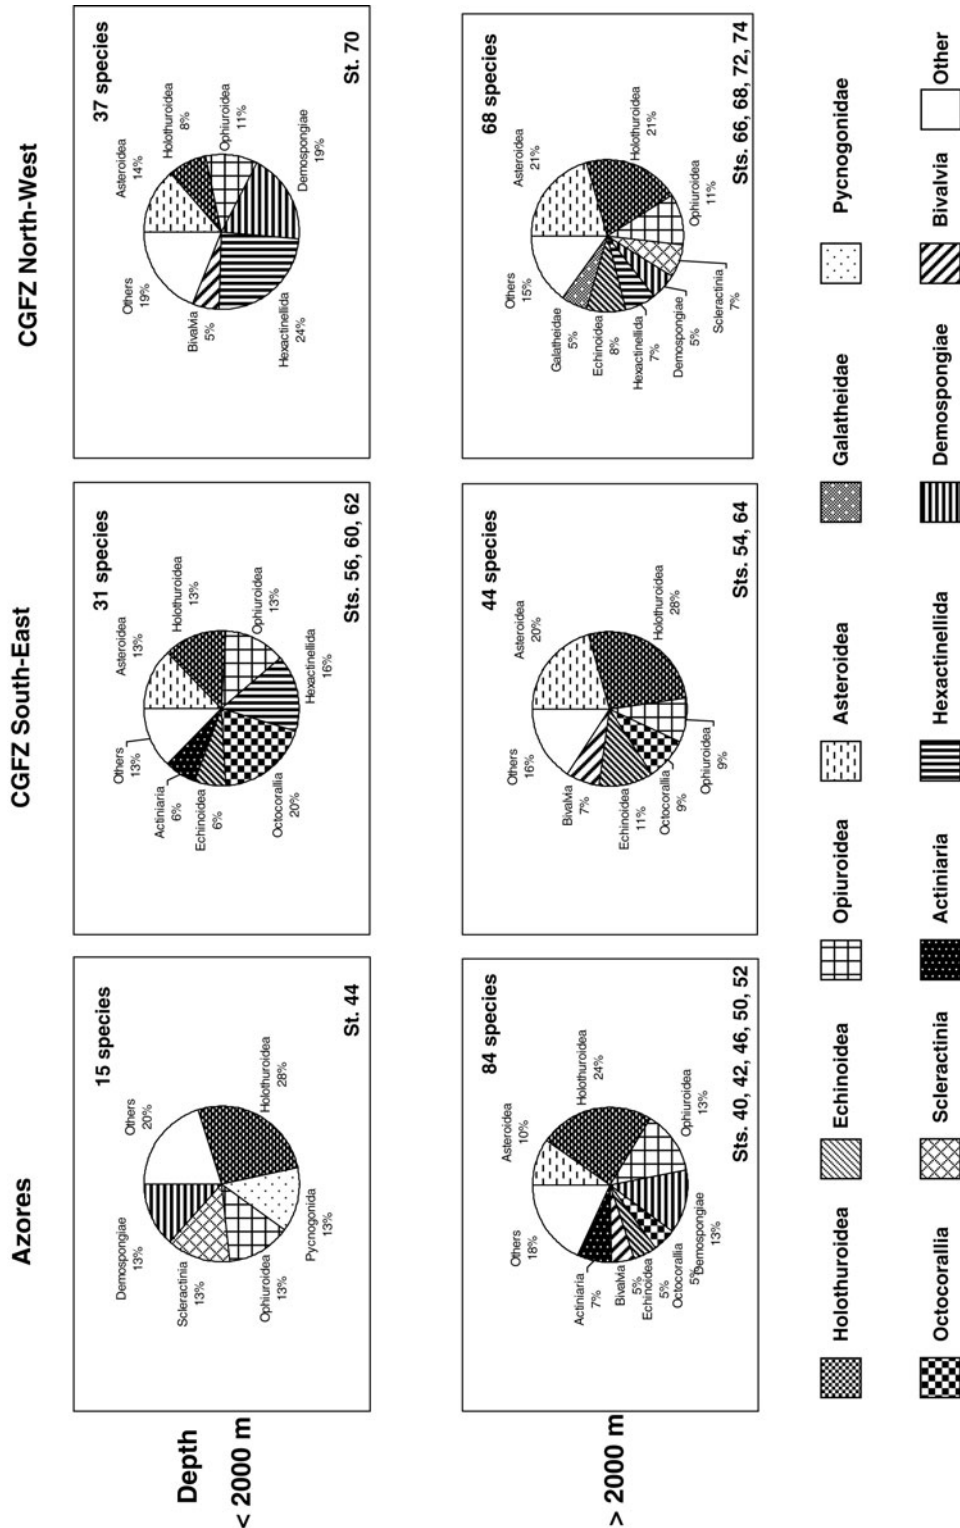 Azores
CGFZ South-East
CGFZ North-West
Depth
< 2000 m
15 species
Others
20%
Holothuroidea
28%
Pycnogonida
13%
Ophiuroidea
13%
Scleractinia
13%
Demospongiae
13%
St. 44
31 species
Asteroidea
13%
Holothuroidea
13%
Ophiuroidea
13%
Hexactinellida
16%
Octocorallia
20%
Echinoidea
6%
Actiniaria
6%
Others
13%
Sts. 56, 60, 62
37 species
Asteroidea
14%
Holothuroidea
8%
Ophiuroidea
11%
Demospongiae
19%
Hexactinellida
24%
Bivalvia
5%
Others
19%
St. 70
> 2000 m
84 species
Asteroidea
10%
Holothuroidea
24%
Ophiuroidea
13%
Demospongiae
13%
Octocorallia
5%
Echinoidea
5%
Bivalvia
5%
Actiniaria
7%
Others
18%
Sts. 40, 42, 46, 50, 52
44 species
Asteroidea
20%
Holothuroidea
28%
Ophiuroidea
9%
Octocorallia
9%
Echinoidea
11%
Bivalvia
7%
Others
16%
Sts. 54, 64
68 species
Asteroidea
21%
Holothuroidea
21%
Ophiuroidea
11%
Scleractinia
7%
Demospongiae
5%
Hexactinellida
7%
Echinoidea
8%
Galatheidae
5%
Others
15%
Sts. 66, 68, 72, 74
Holothuroidea
Echinoidea
Opiuroidea
Asteroidea
Galatheidae
Pycnogonidae
Octocorallia
Scleractinia
Actiniaria
Hexactinellida
Demospongiae
Bivalvia
Other